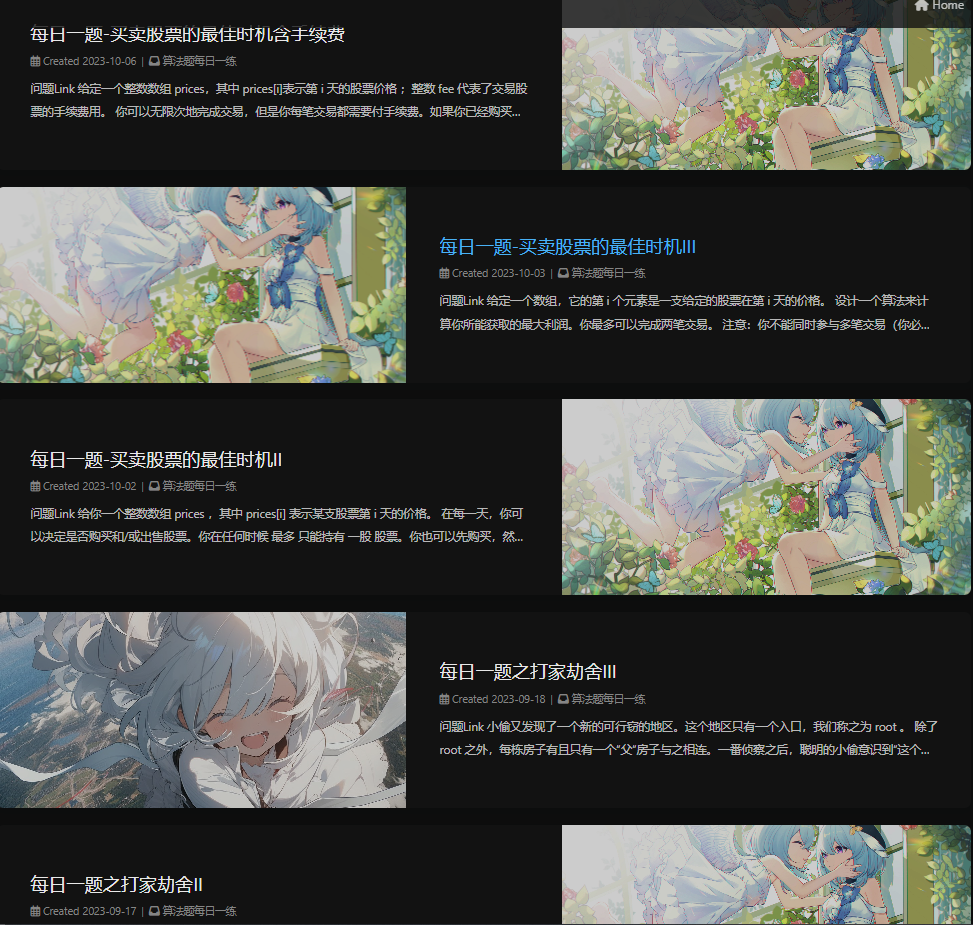 Home
每日一题-买卖股票的最佳时机含手续费
Created 2023-10-06 | 算法题每日一练
问题Link 给定一个整数数组 prices，其中 prices[i]表示第 i 天的股票价格 ；整数 fee 代表了交易股
票的手续费用。 你可以无限次地完成交易，但是你每笔交易都需要付手续费。如果你已经购买...
每日一题-买卖股票的最佳时机III
Created 2023-10-03 | 算法题每日一练
问题Link 给定一个数组，它的第 i 个元素是一支给定的股票在第 i 天的价格。 设计一个算法来计
算你所能获取的最大利润。你最多可以完成两笔交易。 注意：你不能同时参与多笔交易（你必...
每日一题-买卖股票的最佳时机II
Created 2023-10-02 | 算法题每日一练
问题Link 给你一个整数数组 prices ，其中 prices[i] 表示某支股票第 i 天的价格。 在每一天，你可
以决定是否购买和/或出售股票。你在任何时候 最多 只能持有 一股 股票。你也可以先购买，然...
每日一题之打家劫舍III
Created 2023-09-18 | 算法题每日一练
问题Link 小偷又发现了一个新的可行窃的地区。这个地区只有一个入口，我们称之为 root 。 除了
root 之外，每栋房子有且只有一个“父“房子与之相连。一番侦察之后，聪明的小偷意识到“这个...
每日一题之打家劫舍II
Created 2023-09-17 | 算法题每日一练